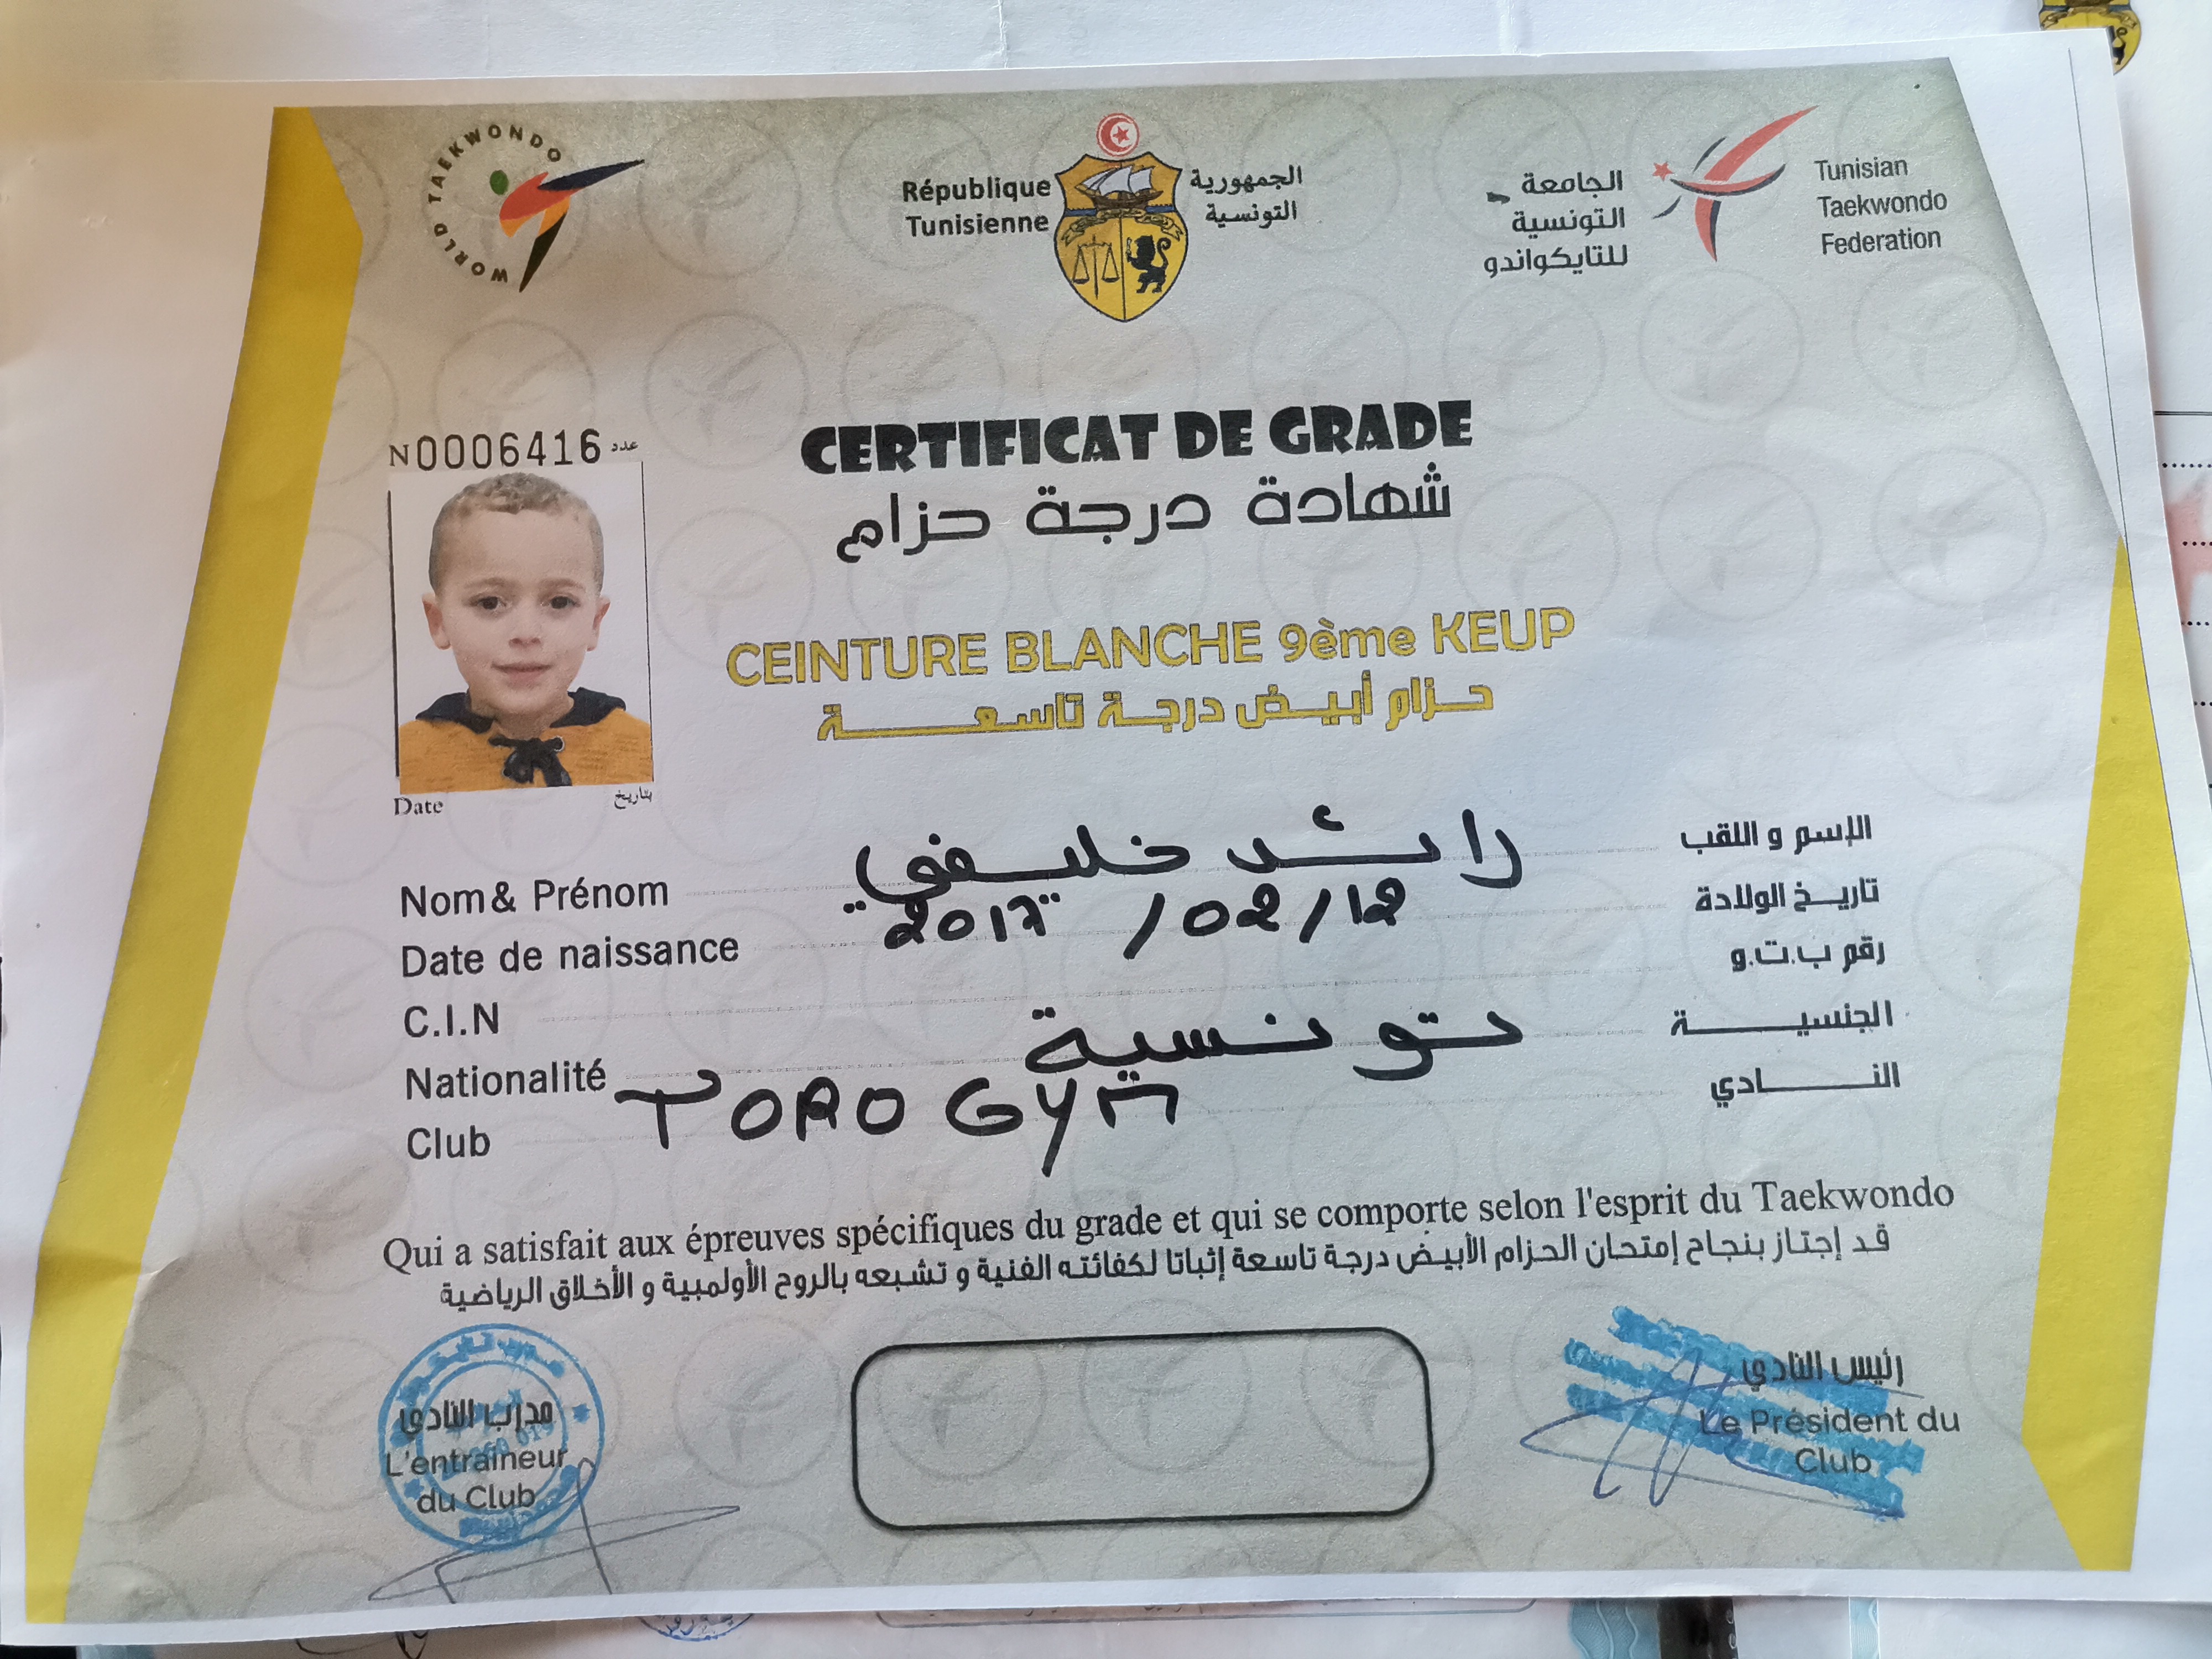 WORLD TAEKWONDO
République
Tunisienne
الجمهورية
التونسية
الجامعة
التونسية
للتايكواندو
Tunisian
Taekwondo
Federation
N0006416 عدد
CERTIFICAT DE GRADE
شهادة درجة حزام
CEINTURE BLANCHE 9ème KEUP
حزام أبيض درجة تاسعة
Date بتاريخ
Nom& Prénom راشد خليفي الإسم و اللقب
Date de naissance 2017 /02/12 تاريخ الولادة
C.I.N رقم ب.ت.و
Nationalité تونسية الجنسية
Club TORO GYM النادي
Qui a satisfait aux épreuves spécifiques du grade et qui se comporte selon l'esprit du Taekwondo
قد إجتاز بنجاح إمتحان الحزام الأبيض درجة تاسعة إثباتا لكفائته الفنية و تشبعه بالروح الأولمبية و الأخلاق الرياضية
مدرب النادي
L'entraîneur
du Club
رئيس النادي
Le Président du
Club